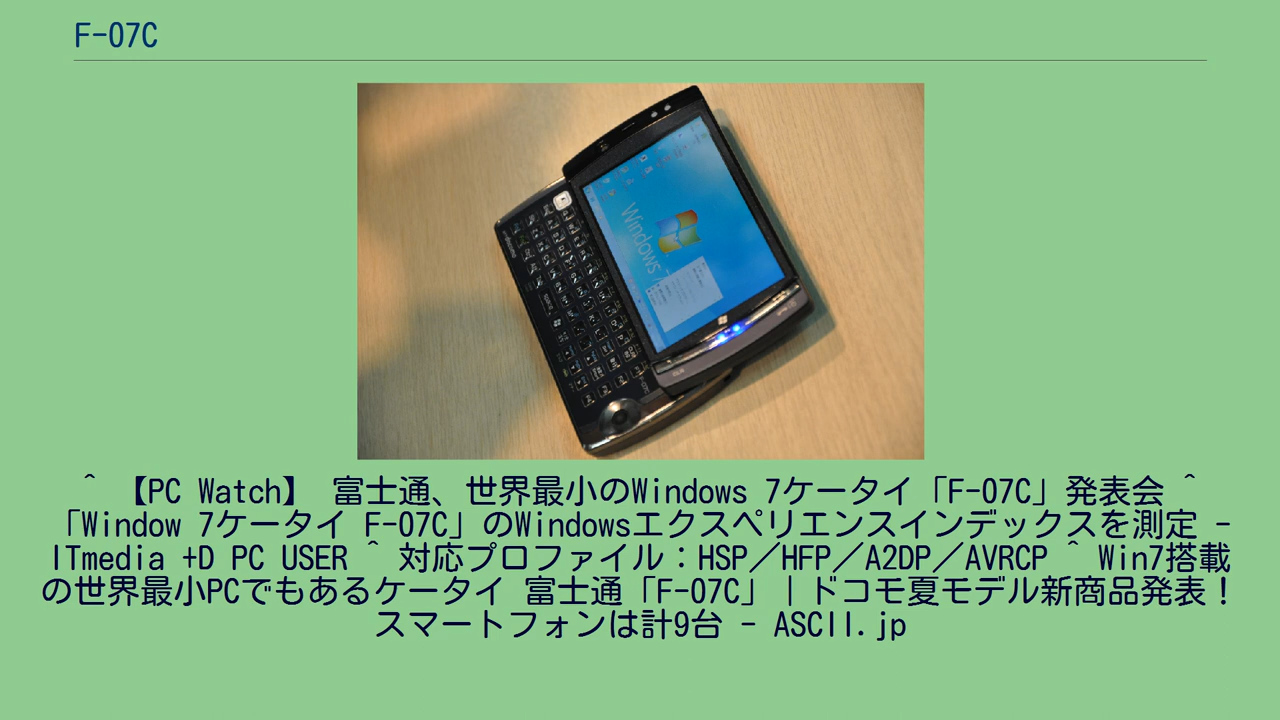 F-07C
Windows 7
^ 【PC Watch】 富士通、世界最小のWindows 7ケータイ「F-07C」発表会 ^
「Window 7ケータイ F-07C」のWindowsエクスペリエンスインデックスを測定 -
ITmedia +D PC USER ^ 対応プロファイル：HSP／HFP／A2DP／AVRCP ^ Win7搭載
の世界最小PCでもあるケータイ 富士通「F-07C」｜ドコモ夏モデル新商品発表！
スマートフォンは計9台 - ASCII.jp